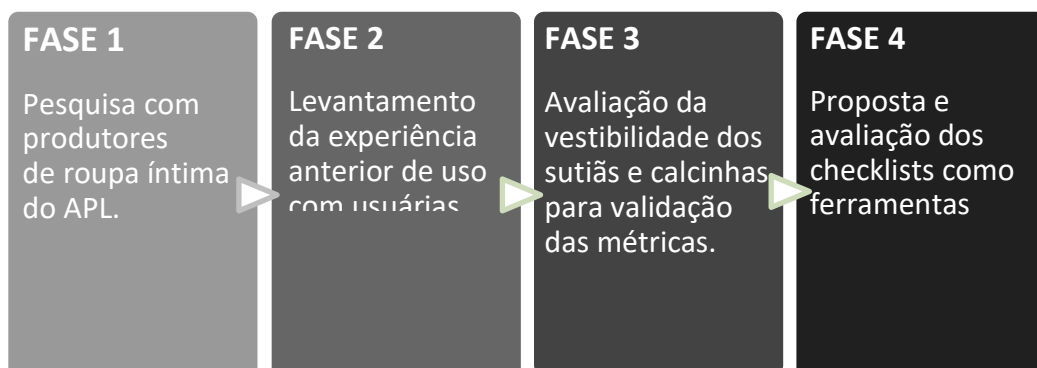 FASE 1
Pesquisa com
produtores
de roupa íntima
do APL.
FASE 2
Levantamento
da experiência
anterior de uso
com usuárias
FASE 3
Avaliação da
vestibilidade dos
sutiãs e calcinhas
para validação
das métricas.
FASE 4
Proposta e
avaliação dos
checklists como
ferramentas